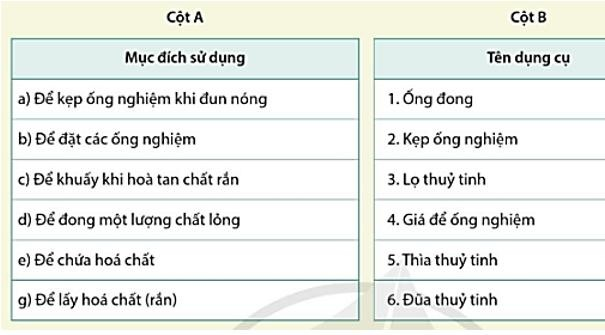 Cột A
Cột B
Mục đích sử dụng
Tên dụng cụ
a) Để kẹp ống nghiệm khi đun nóng
1. Ống đong
b) Để đặt các ống nghiệm
2. Kẹp ống nghiệm
c) Để khuấy khi hoà tan chất rắn
3. Lọ thuỷ tinh
d) Để đong một lượng chất lỏng
4. Giá để ống nghiệm
e) Để chứa hoá chất
5. Thìa thuỷ tinh
g) Để lấy hoá chất (rắn)
6. Đũa thuỷ tinh